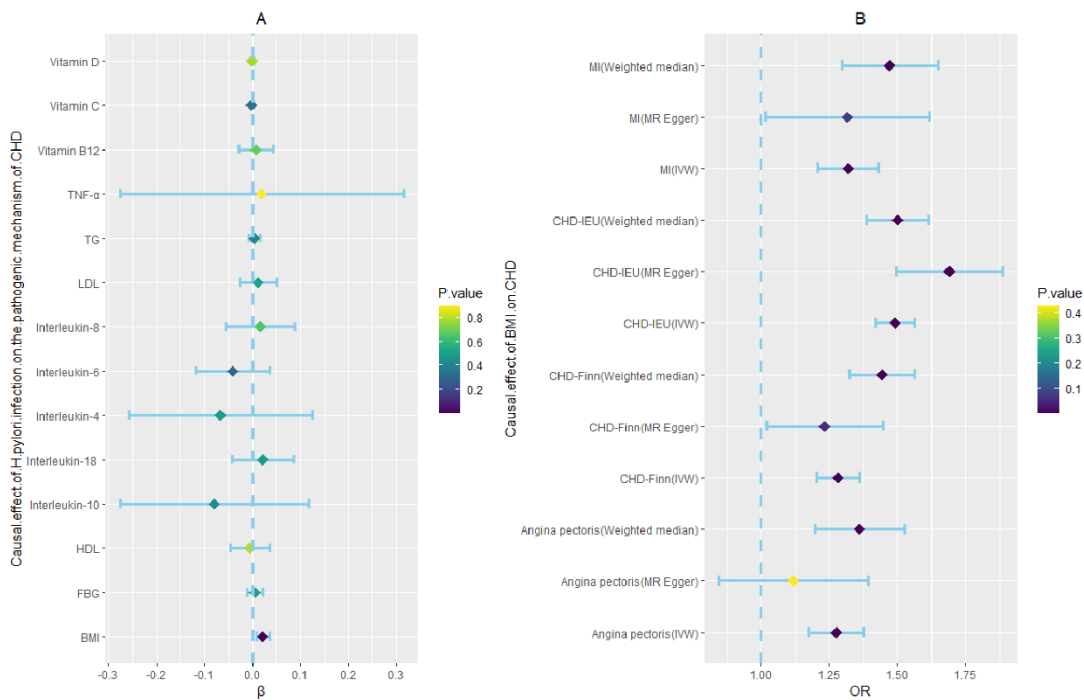 A
Causal.effect.of.H.pylori.infection.on.the.pathogenic.mechanism.of.CHD
Vitamin D
Vitamin C
Vitamin B12
TNF-α
TG
LDL
Interleukin-8
Interleukin-6
Interleukin-4
Interleukin-18
Interleukin-10
HDL
FBG
BMI
-0.3 -0.2 -0.1 0.0 0.1 0.2 0.3
β
P.value
0.8
0.6
0.4
0.2
B
Causal.effect.of.BMI.on.CHD
MI(Weighted median)
MI(MR Egger)
MI(IVW)
CHD-IEU(Weighted median)
CHD-IEU(MR Egger)
CHD-IEU(IVW)
CHD-Finn(Weighted median)
CHD-Finn(MR Egger)
CHD-Finn(IVW)
Angina pectoris(Weighted median)
Angina pectoris(MR Egger)
Angina pectoris(IVW)
1.00 1.25 1.50 1.75
OR
P.value
0.4
0.3
0.2
0.1